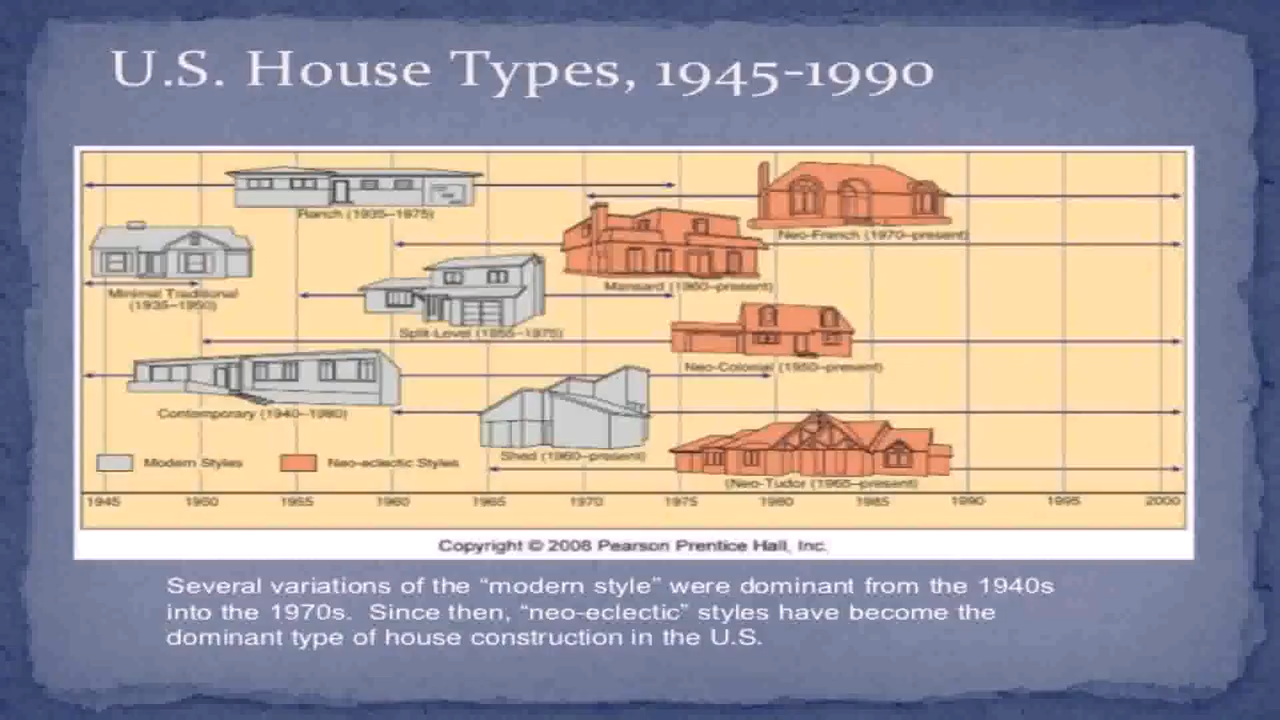 U.S. House Types, 1945-1990
Ranch (1935–1975)
Neo-French (1970–present)
Minimal Traditional
(1935–1950)
Mansard (1960–present)
Split-Level (1955–1975)
Neo-Colonial (1950–present)
Contemporary (1940–1980)
Shed (1960–present)
Modern Styles
Neo-eclectic Styles
(Neo-Tudor (1965–present)
1945 1950 1955 1960 1965 1970 1975 1980 1985 1990 1995 2000
Copyright © 2008 Pearson Prentice Hall, Inc.
Several variations of the “modern style” were dominant from the 1940s
into the 1970s. Since then, “neo-eclectic” styles have become the
dominant type of house construction in the U.S.